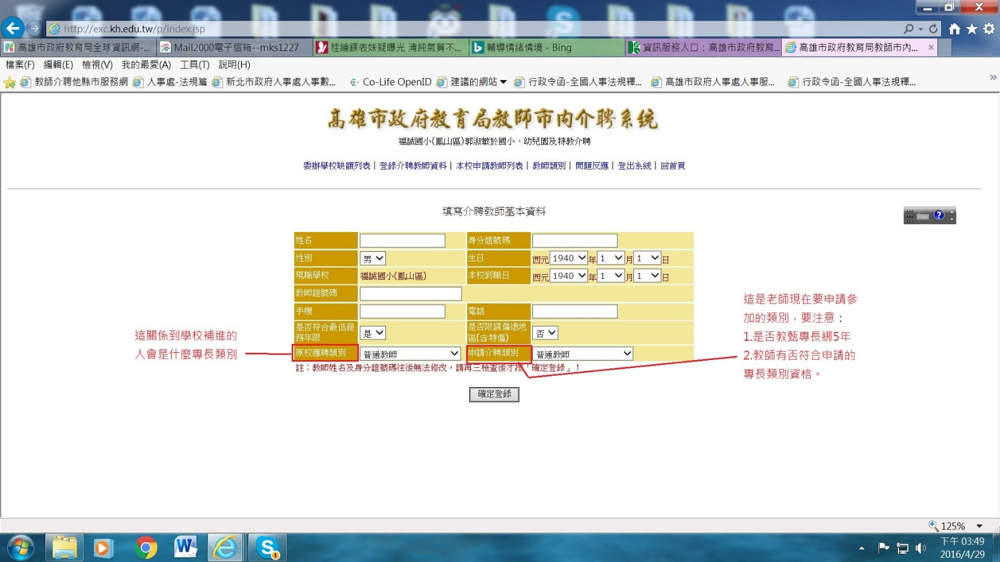 http://exc.kh.edu.tw/p/index.jsp
高雄市政府教育局全球資訊網-...
Mail2000電子信箱--mks1227
桂綸鎂表妹疑曝光 清純氣質不...
輔導情緒情境 - Bing
資訊服務入口：高雄市政府教育...
高雄市政府教育局教師市內...
檔案(F) 編輯(E) 檢視(V) 我的最愛(A) 工具(T) 說明(H)
教師介聘他縣市服務網 人事處-法規篇 新北市政府人事處人事數... Co-Life OpenID 建議的網站 行政令函-全國人事法規釋... 高雄市政府人事處人事服... 行政令函-全國人事法規釋...
高雄市政府教育局教師市內介聘系統
福誠國小(鳳山區)郭淑敏於國小、幼兒園及特教介聘
委辦學校缺額列表 | 登錄介聘教師資料 | 本校申請教師列表 | 教師類別 | 問題反應 | 登出系統 | 回首頁
填寫介聘教師基本資料
姓名 身分證號碼
性別 男 生日 西元 1940 年 1 月 1 日
現職學校 福誠國小(鳳山區) 本校到職日 西元 1940 年 1 月 1 日
教師證號碼
手機 電話
是否符合最低服務年限 是 是否限調偏遠地區(含特偏) 否
原校應聘類別 普通教師 申請介聘類別 普通教師
註：教師姓名及身分證號碼往後無法修改，請再三檢查後才按「確定登錄」！
確定登錄
這關係到學校補進的
人會是什麼專長類別
這是老師現在要申請參
加的類別，要注意：
1.是否教甄專長綁5年
2.教師有否符合申請的
專長類別資格。
125%
下午 03:49
2016/4/29